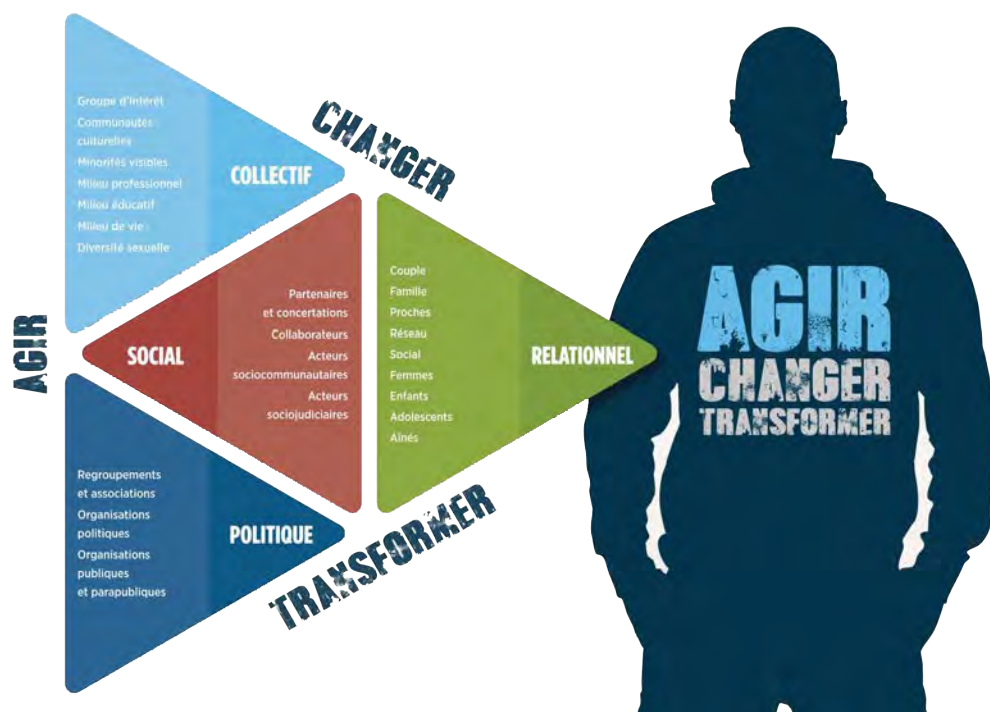 Groupe d'intérêt
Communautés
culturelles
Minorités visibles
Milieu professionnel
Milieu éducatif
Milieu de vie
Diversité sexuelle
COLLECTIF
CHANGER
AGIR
SOCIAL
Partenaires
et concertations
Collaborateurs
Acteurs
sociocommunautaires
Acteurs
sociojudiciaires
Couple
Famille
Proches
Réseau
Social
Femmes
Enfants
Adolescents
Aînés
RELATIONNEL
Regroupements
et associations
Organisations
politiques
Organisations
publiques
et parapubliques
POLITIQUE
TRANSFORMER
AGIR
CHANGER
TRANSFORMER